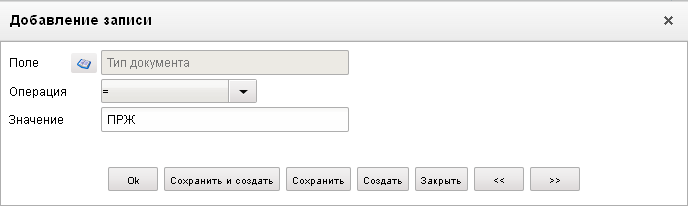 Добавление записи ×
Поле Тип документа
Операция =
Значение ПРЖ
Ok Сохранить и создать Сохранить Создать Закрыть << >>